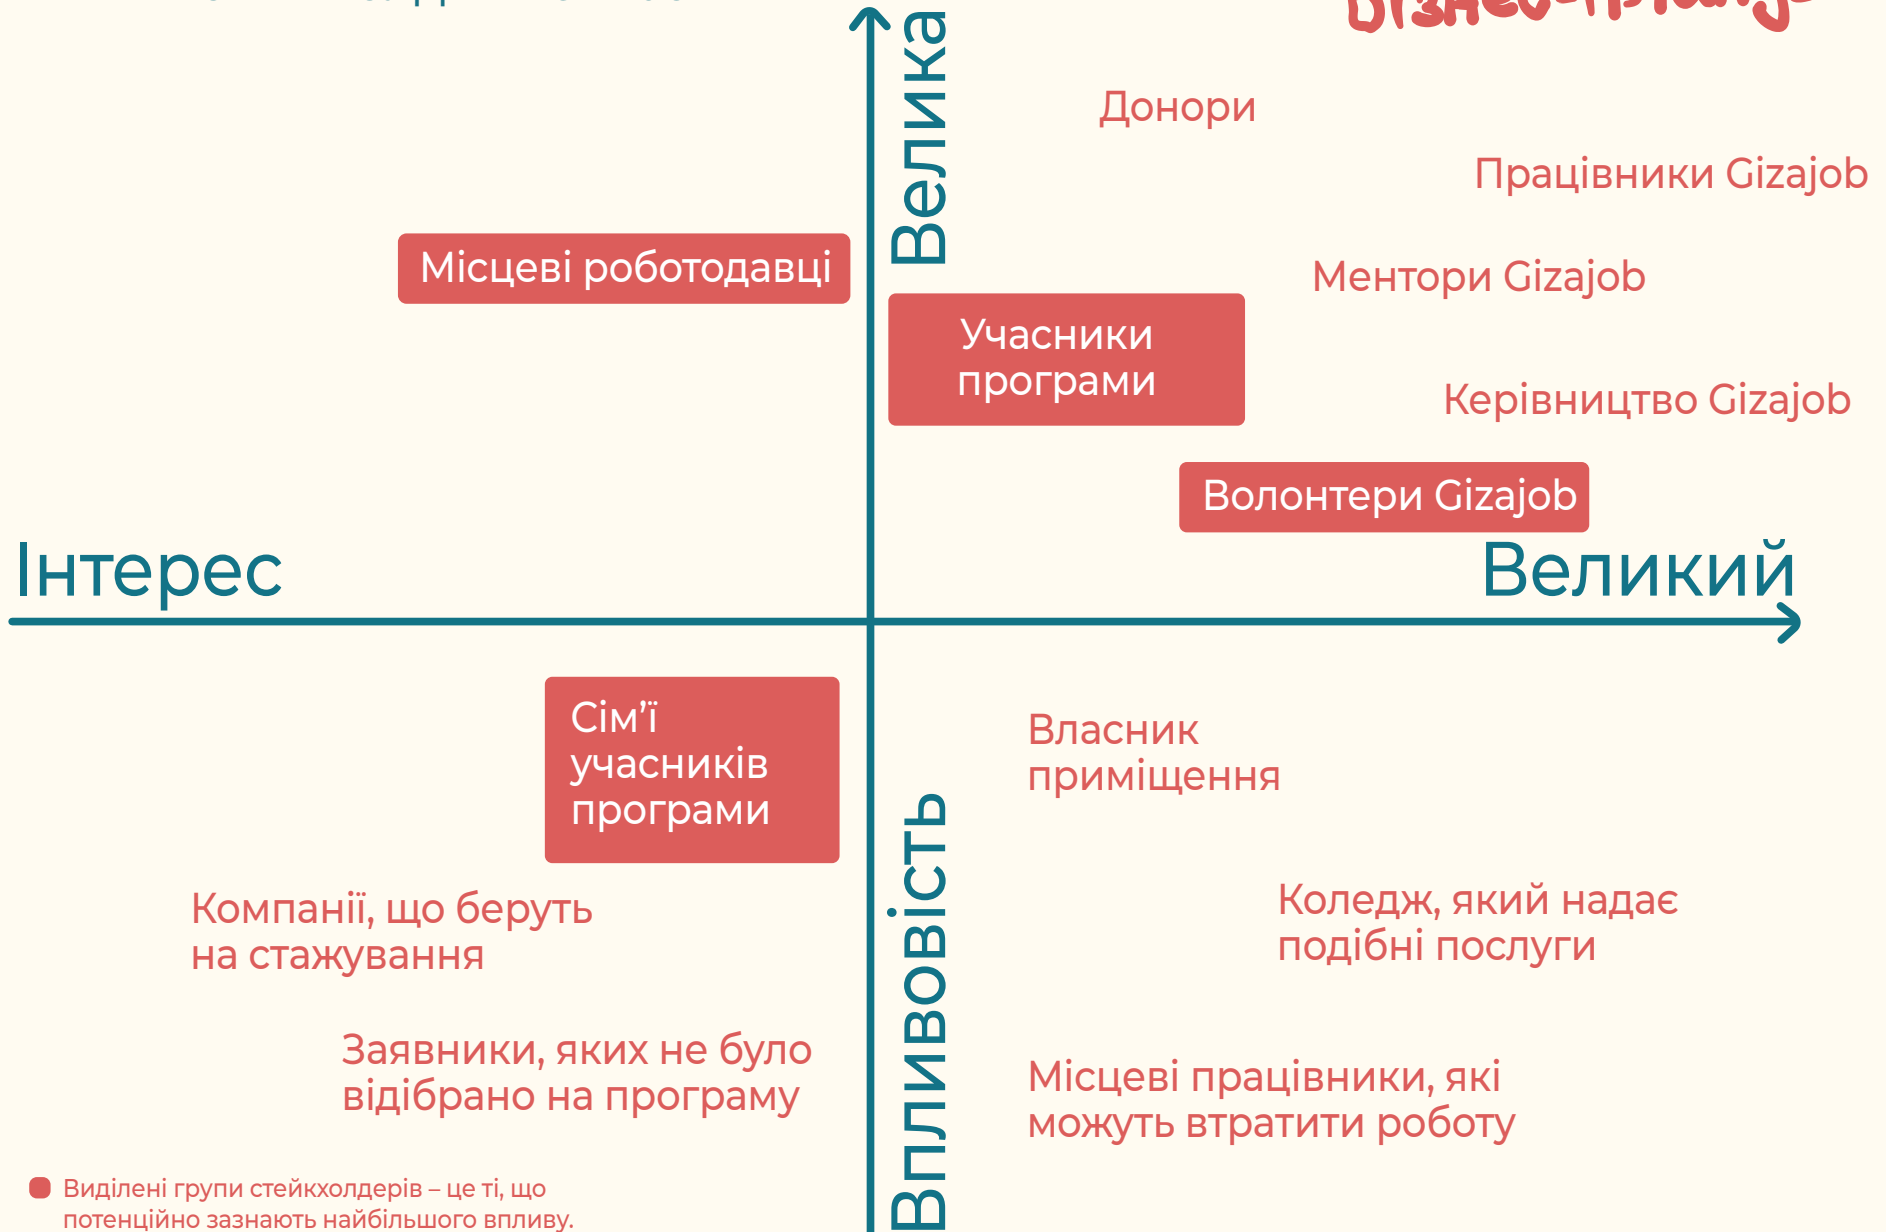 Велика
Донори
Працівники Gizajob
Місцеві роботодавці
Ментори Gizajob
Учасники
програми
Керівництво Gizajob
Волонтери Gizajob
Інтерес
Великий
Сім’ї
учасників
програми
Власник
приміщення
Впливовість
Компанії, що беруть
на стажування
Коледж, який надає
подібні послуги
Заявники, яких не було
відібрано на програму
Місцеві працівники, які
можуть втратити роботу
Виділені групи стейкхолдерів – це ті, що
потенційно зазнають найбільшого впливу.